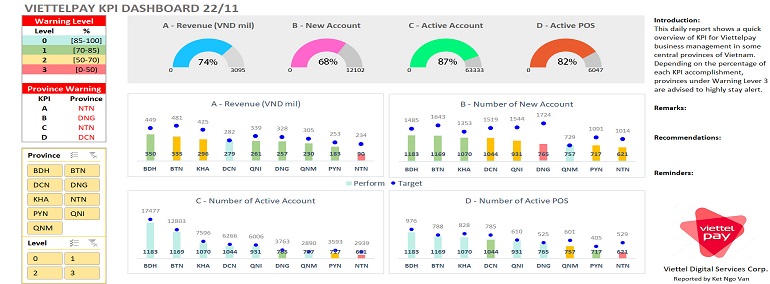 VIETTELPAY KPI DASHBOARD 22/11
Warning Level
Level %
0 [85-100]
1 [70-85)
2 [50-70)
3 [0-50)
Province Warning
KPI Province
A NTN
B DNG
C NTN
D DCN
Province
BDH BTN
DCN DNG
KHA NTN
PYN QNI
QNM
Level
0 1
2 3
A - Revenue (VND mil)
74%
0 3095
B - New Account
68%
0 12102
C - Active Account
87%
0 63333
D - Active POS
82%
0 6047
A - Revenue (VND mil)
449 481 425 282 339 328 305 253 234
350 335 296 279 261 257 230 163
BDH BTN KHA DCN QNI DNG QNM PYN NTN
B - Number of New Account
1485 1643 1353 1519 1544 1724 729 1091 1014
1183 1169 1070 1044 931 765 757 717 621
BDH BTN KHA DCN QNI DNG QNM PYN NTN
Perform Target
C - Number of Active Account
17477 12803 7596 6266 6006 3763 2890 3593 2939
1183 1169 1070 1044 931 765 757 717
BDH BTN KHA DCN QNI DNG QNM PYN NTN
D - Number of Active POS
976 788 828 785 610 525 601 405 529
1183 1169 1070 1044 931 765 757 717 621
BDH BTN KHA DCN QNI DNG QNM PYN NTN
Introduction:
This daily report shows a quick
overview of KPI for Viettelpay
business management in some
central provinces of Vietnam.
Depending on the percentage of
each KPI accomplishment,
provinces under Warning Lever 3
are advised to highly stay alert.
Remarks:
Recommendations:
Reminders:
viettel
pay
Viettel Digital Services Corp.
Reported by Ket Ngo Van